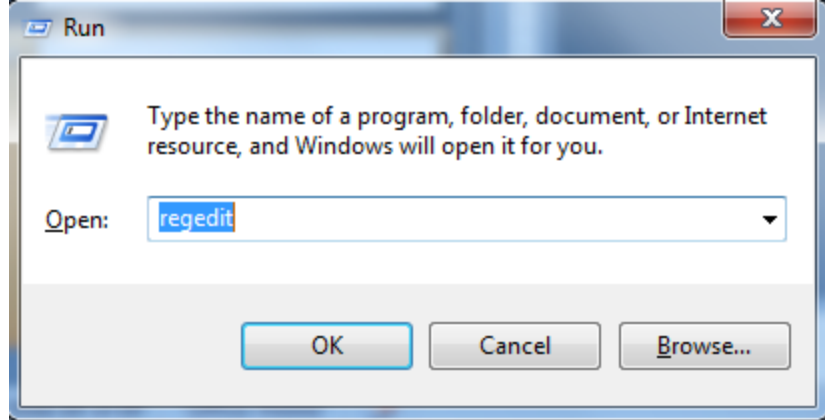 Run
Type the name of a program, folder, document, or Internet
resource, and Windows will open it for you.
Open: regedit
OK Cancel Browse...